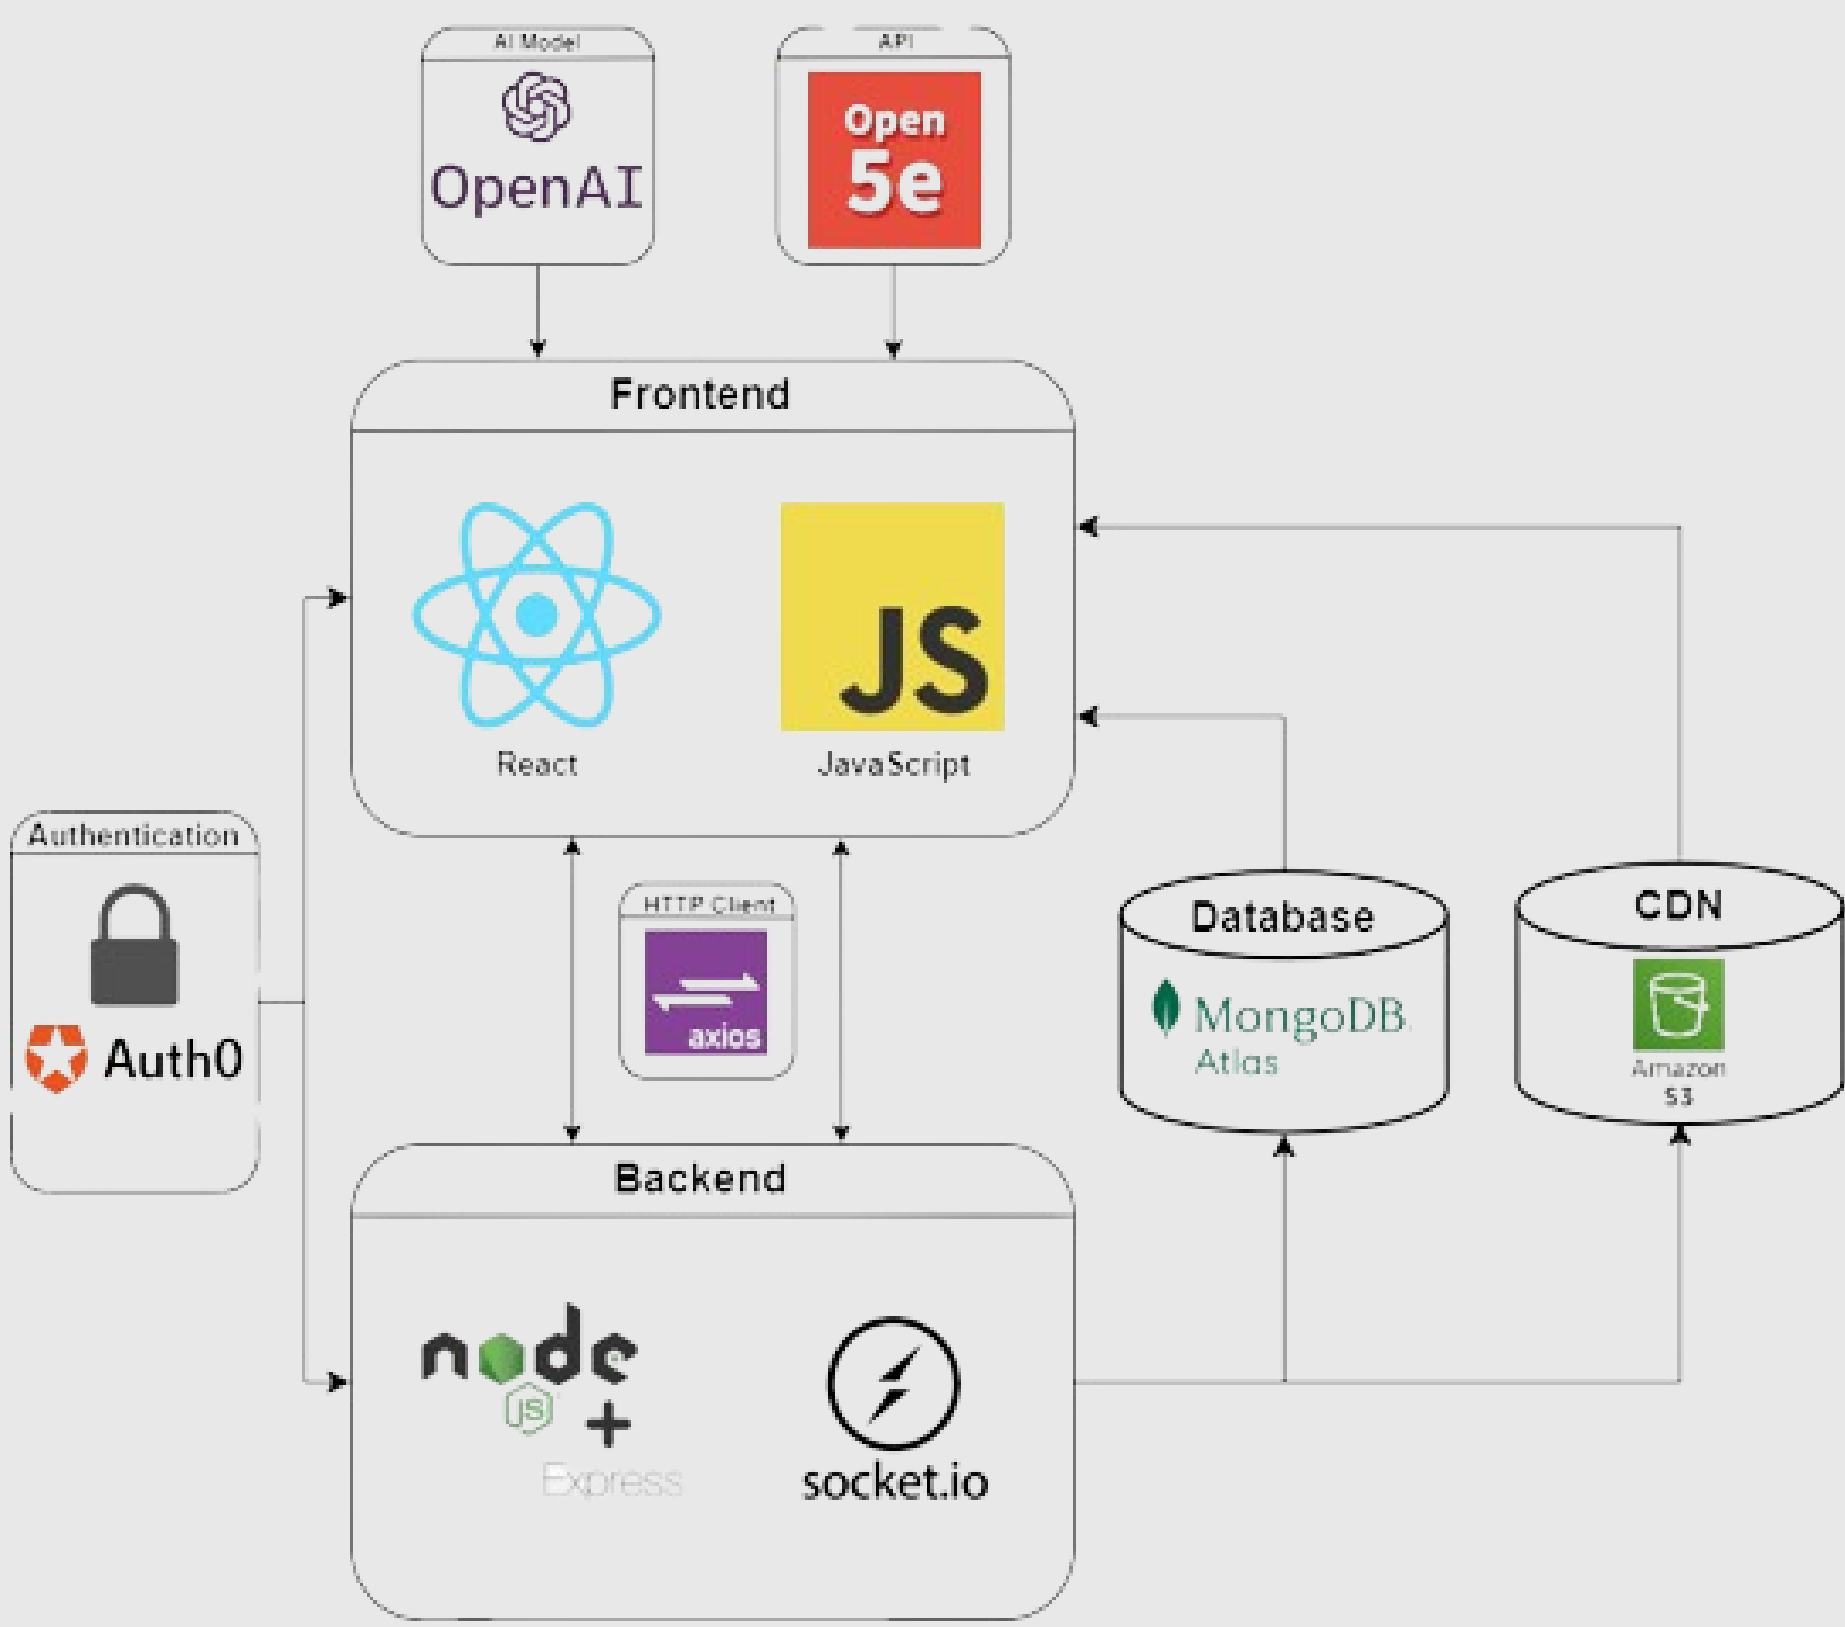 AI Model
OpenAI
API
Open
5e
Frontend
JS
React
JavaScript
Authentication
Auth0
HTTP Client
axios
Database
MongoDB.
Atlas
CDN
Amazon
S3
Backend
node
JS
+
Express
socket.io